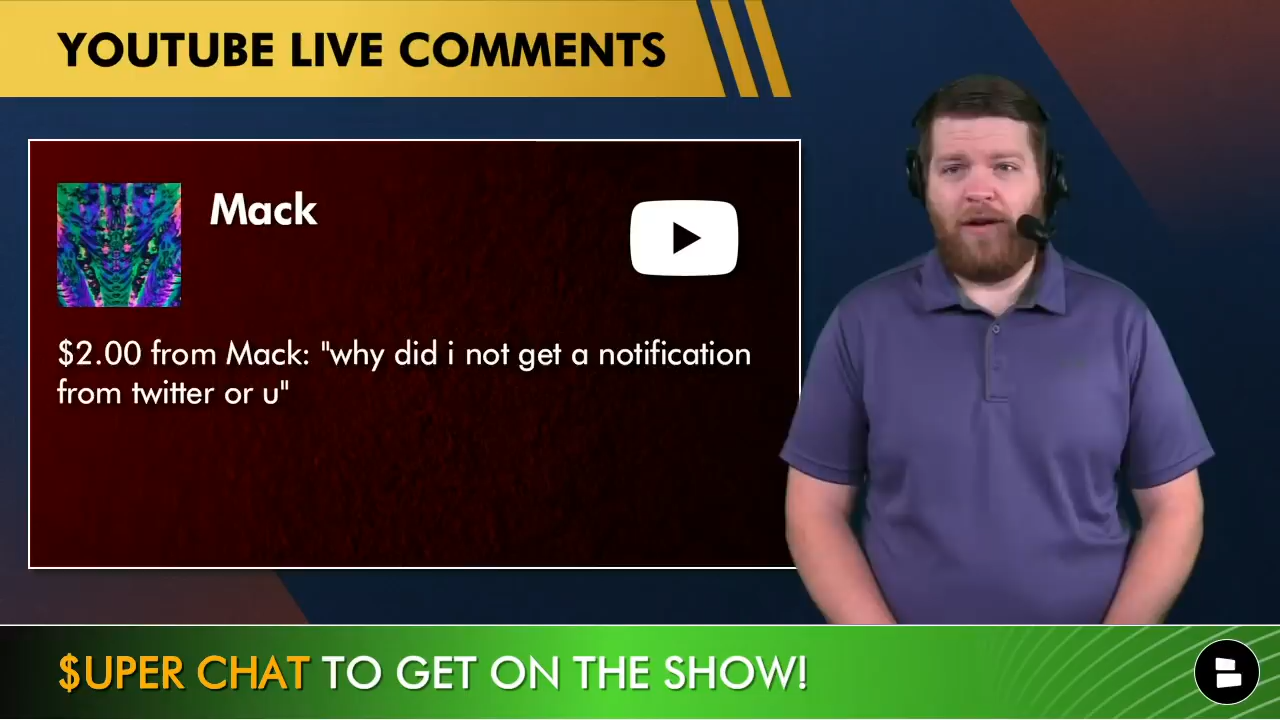 YOUTUBE LIVE COMMENTS
Mack
$2.00 from Mack: "why did i not get a notification
from twitter or u"
$UPER CHAT TO GET ON THE SHOW!